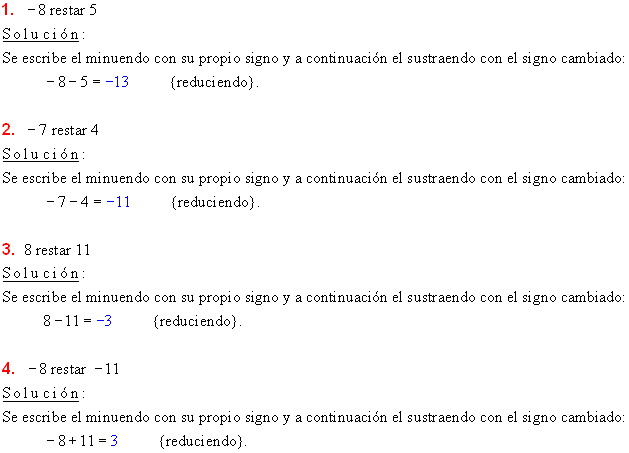 1. −8 restar 5
Solución:
Se escribe el minuendo con su propio signo y a continuación el sustraendo con el signo cambiado:
−8−5 = −13 {reduciendo}.
2. −7 restar 4
Solución:
Se escribe el minuendo con su propio signo y a continuación el sustraendo con el signo cambiado:
−7−4 = −11 {reduciendo}.
3. 8 restar 11
Solución:
Se escribe el minuendo con su propio signo y a continuación el sustraendo con el signo cambiado:
8−11 = −3 {reduciendo}.
4. −8 restar −11
Solución:
Se escribe el minuendo con su propio signo y a continuación el sustraendo con el signo cambiado:
−8+11 = 3 {reduciendo}.